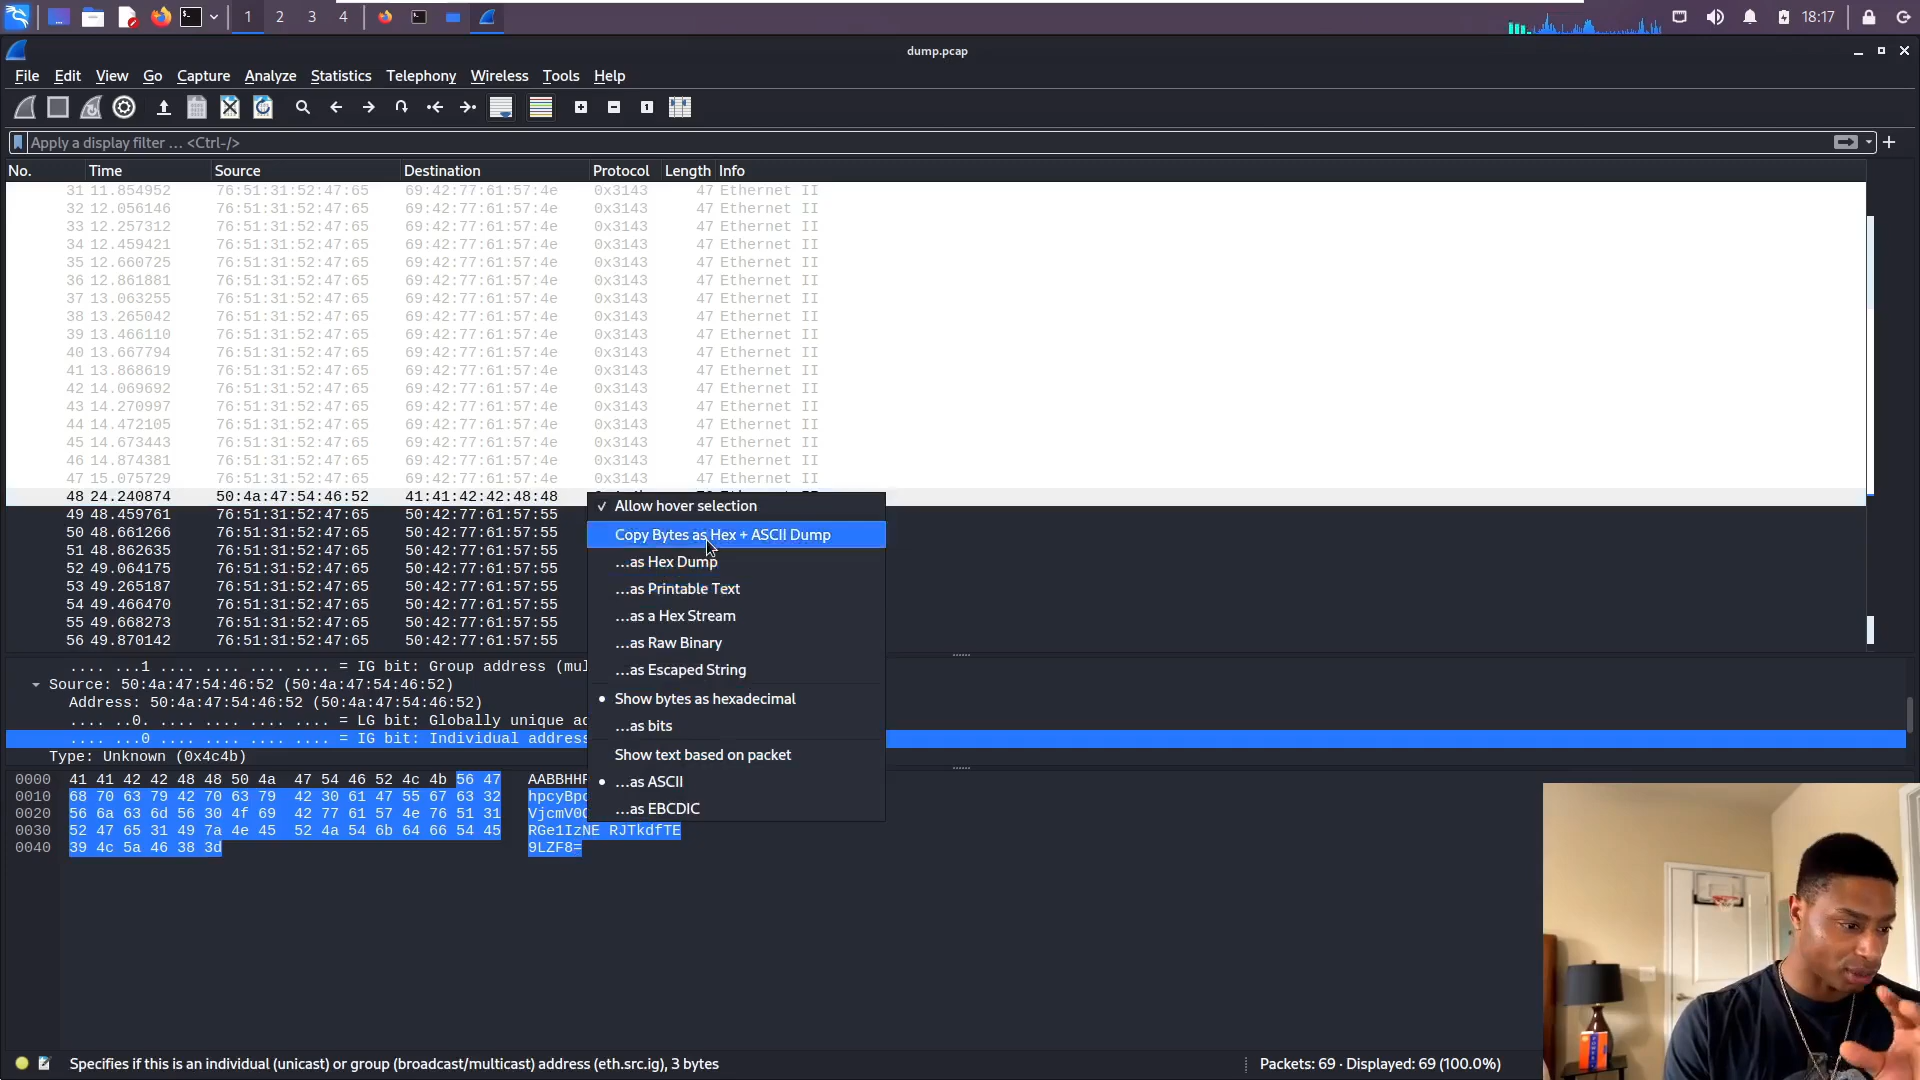 1 2 3 4 18:17
dump.pcap
File Edit View Go Capture Analyze Statistics Telephony Wireless Tools Help
Apply a display filter … <Ctrl-/>
No. Time Source Destination Protocol Length Info
31 11.854952 76:51:31:52:47:65 69:42:77:61:57:4e 0x3143 47 Ethernet II
32 12.056146 76:51:31:52:47:65 69:42:77:61:57:4e 0x3143 47 Ethernet II
33 12.257312 76:51:31:52:47:65 69:42:77:61:57:4e 0x3143 47 Ethernet II
34 12.459421 76:51:31:52:47:65 69:42:77:61:57:4e 0x3143 47 Ethernet II
35 12.660725 76:51:31:52:47:65 69:42:77:61:57:4e 0x3143 47 Ethernet II
36 12.861881 76:51:31:52:47:65 69:42:77:61:57:4e 0x3143 47 Ethernet II
37 13.063255 76:51:31:52:47:65 69:42:77:61:57:4e 0x3143 47 Ethernet II
38 13.265042 76:51:31:52:47:65 69:42:77:61:57:4e 0x3143 47 Ethernet II
39 13.466110 76:51:31:52:47:65 69:42:77:61:57:4e 0x3143 47 Ethernet II
40 13.667794 76:51:31:52:47:65 69:42:77:61:57:4e 0x3143 47 Ethernet II
41 13.868619 76:51:31:52:47:65 69:42:77:61:57:4e 0x3143 47 Ethernet II
42 14.069692 76:51:31:52:47:65 69:42:77:61:57:4e 0x3143 47 Ethernet II
43 14.270997 76:51:31:52:47:65 69:42:77:61:57:4e 0x3143 47 Ethernet II
44 14.472105 76:51:31:52:47:65 69:42:77:61:57:4e 0x3143 47 Ethernet II
45 14.673443 76:51:31:52:47:65 69:42:77:61:57:4e 0x3143 47 Ethernet II
46 14.874381 76:51:31:52:47:65 69:42:77:61:57:4e 0x3143 47 Ethernet II
47 15.075729 76:51:31:52:47:65 69:42:77:61:57:4e 0x3143 47 Ethernet II
48 24.240874 50:4a:47:54:46:52 41:41:42:42:48:48
49 48.459761 76:51:31:52:47:65 50:42:77:61:57:55
50 48.661266 76:51:31:52:47:65 50:42:77:61:57:55
51 48.862635 76:51:31:52:47:65 50:42:77:61:57:55
52 49.064175 76:51:31:52:47:65 50:42:77:61:57:55
53 49.265187 76:51:31:52:47:65 50:42:77:61:57:55
54 49.466470 76:51:31:52:47:65 50:42:77:61:57:55
55 49.668273 76:51:31:52:47:65 50:42:77:61:57:55
56 49.870142 76:51:31:52:47:65 50:42:77:61:57:55
Allow hover selection
Copy Bytes as Hex + ASCII Dump
…as Hex Dump
…as Printable Text
…as a Hex Stream
…as Raw Binary
…as Escaped String
Show bytes as hexadecimal
…as bits
Show text based on packet
…as ASCII
…as EBCDIC
.... ...1 .... .... .... .... = IG bit: Group address (mul
Source: 50:4a:47:54:46:52 (50:4a:47:54:46:52)
Address: 50:4a:47:54:46:52 (50:4a:47:54:46:52)
.... ..0. .... .... .... .... = LG bit: Globally unique ad
.... ...0 .... .... .... .... = IG bit: Individual address
Type: Unknown (0x4c4b)
0000 41 41 42 42 48 48 50 4a 47 54 46 52 4c 4b 56 47 AABBHHP
0010 68 70 63 79 42 70 63 79 42 30 61 47 55 67 63 32 hpcyBpc
0020 56 6a 63 6d 56 30 4f 69 42 77 61 57 4e 76 51 31 VjcmV0O
0030 52 47 65 31 49 7a 4e 45 52 4a 54 6b 64 66 54 45 RGe1IzNE RJTkdfTE
0040 39 4c 5a 46 38 3d 9LZF8=
Specifies if this is an individual (unicast) or group (broadcast/multicast) address (eth.src.ig), 3 bytes
Packets: 69 · Displayed: 69 (100.0%)